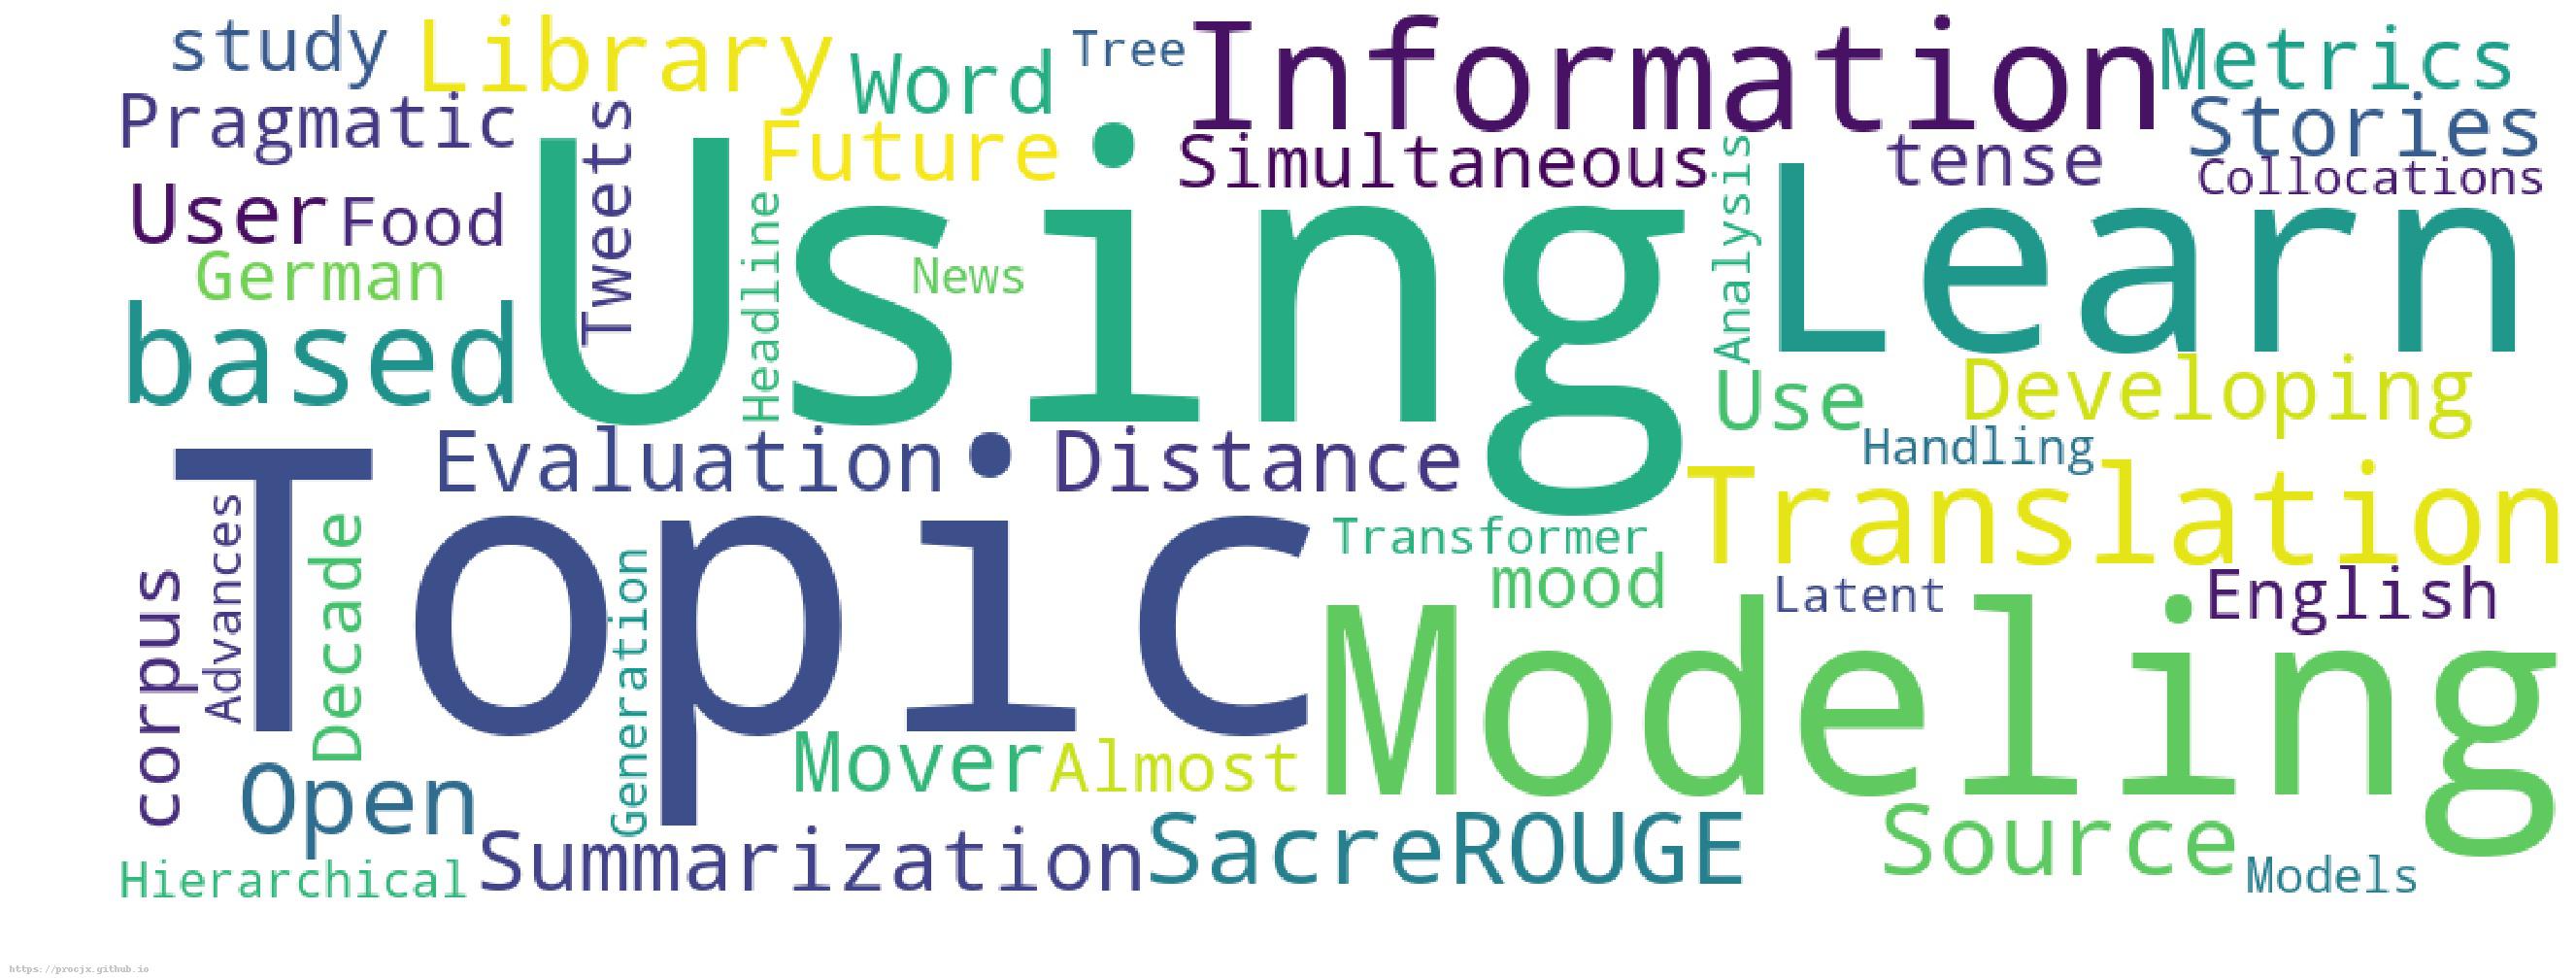 study
Library
Word
Tree
Information
Metrics
Pragmatic
Tweets
Future
Simultaneous
Analysis
tense
Stories
Collocations
User
Food
Using
Headline
News
Learn
German
based
Use
Developing
Evaluation
Distance
Handling
Translation
Topic
Advances
Decade
corpus
Generation
Transformer
mood
Latent
English
Modeling
Open
Mover
Almost
Source
Summarization
SacreROUGE
Models
Hierarchical
https://procjx.github.io